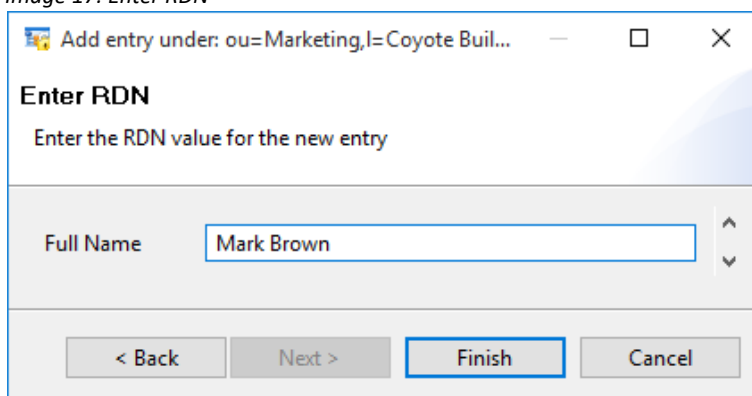 Image 17: Enter RDN
Add entry under: ou=Marketing,l=Coyote Buil...
Enter RDN
Enter the RDN value for the new entry
Full Name Mark Brown
< Back Next > Finish Cancel